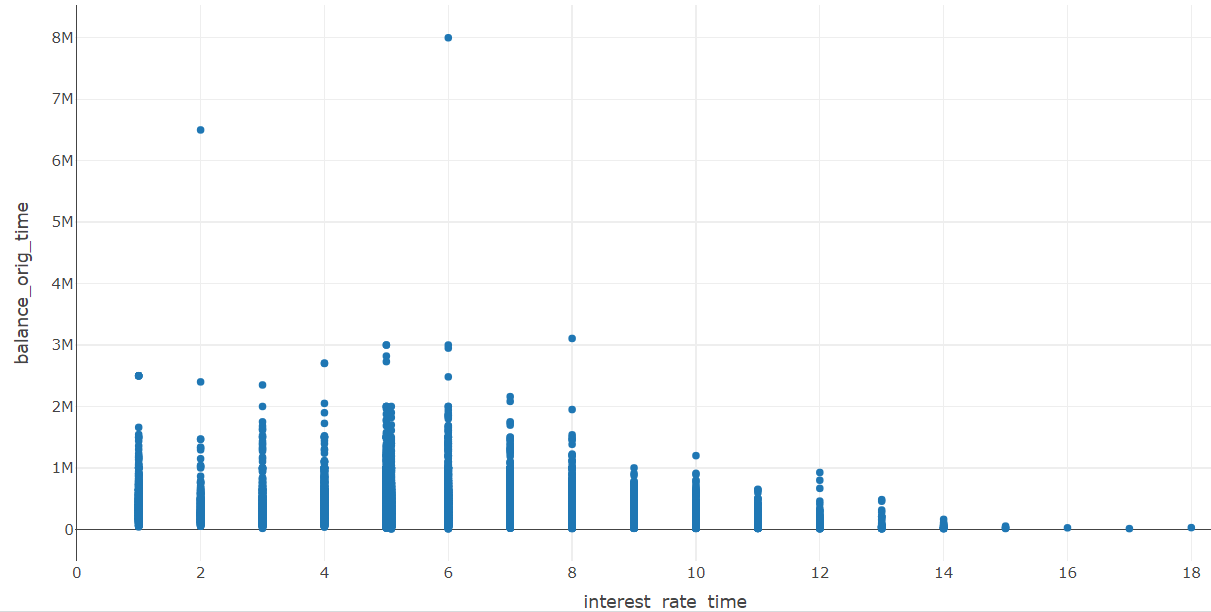 8M
7M
6M
5M
4M
3M
2M
1M
0
balance_orig_time
0 2 4 6 8 10 12 14 16 18
interest_rate_time